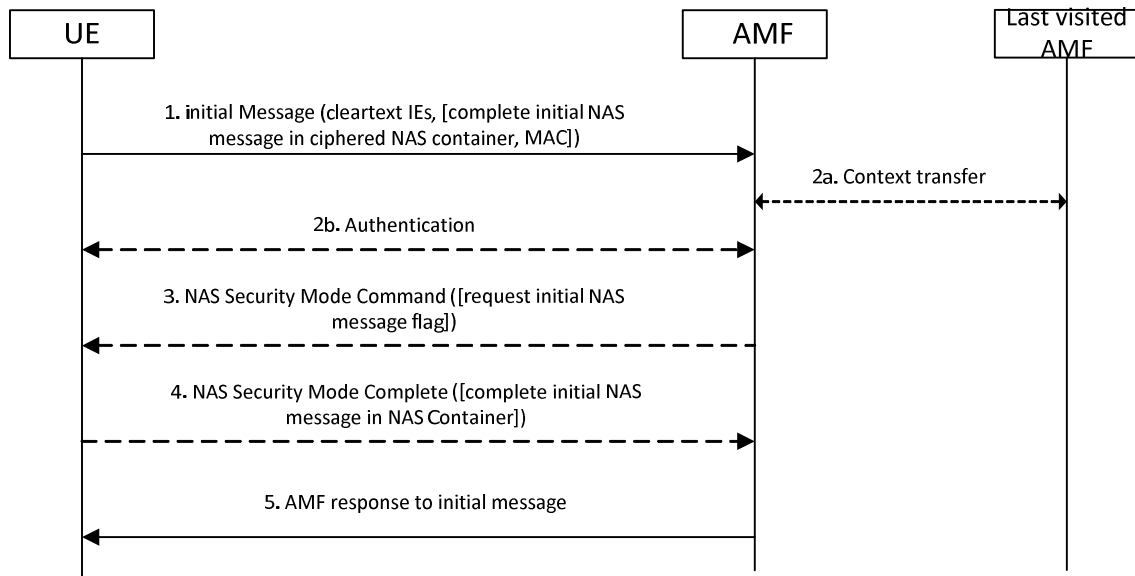 UE
AMF
Last visited
AMF
1. initial Message (cleartext IEs, [complete initial NAS
message in ciphered NAS container, MAC])
2a. Context transfer
2b. Authentication
3. NAS Security Mode Command ([request initial NAS
message flag])
4. NAS Security Mode Complete ([complete initial NAS
message in NAS Container])
5. AMF response to initial message